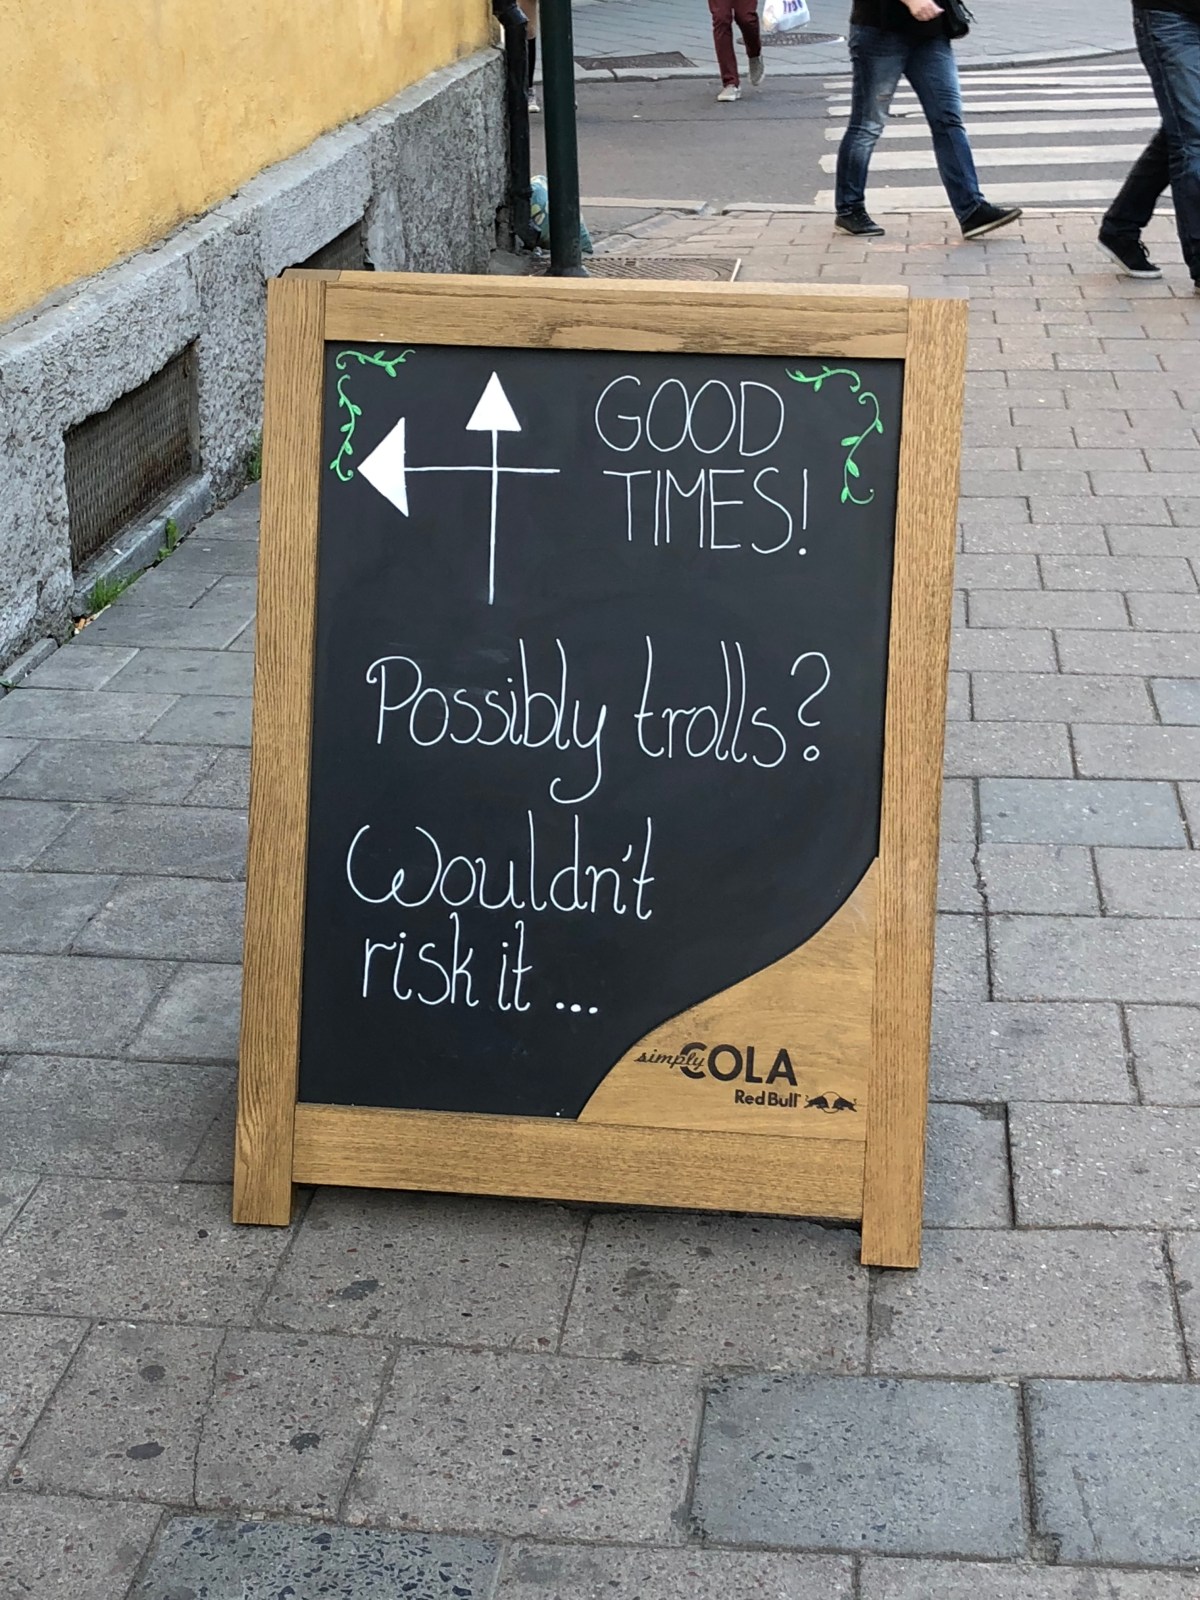 GOOD
TIMES!
Possibly trolls?
Wouldn't
risk it ...
simply COLA
Red Bull